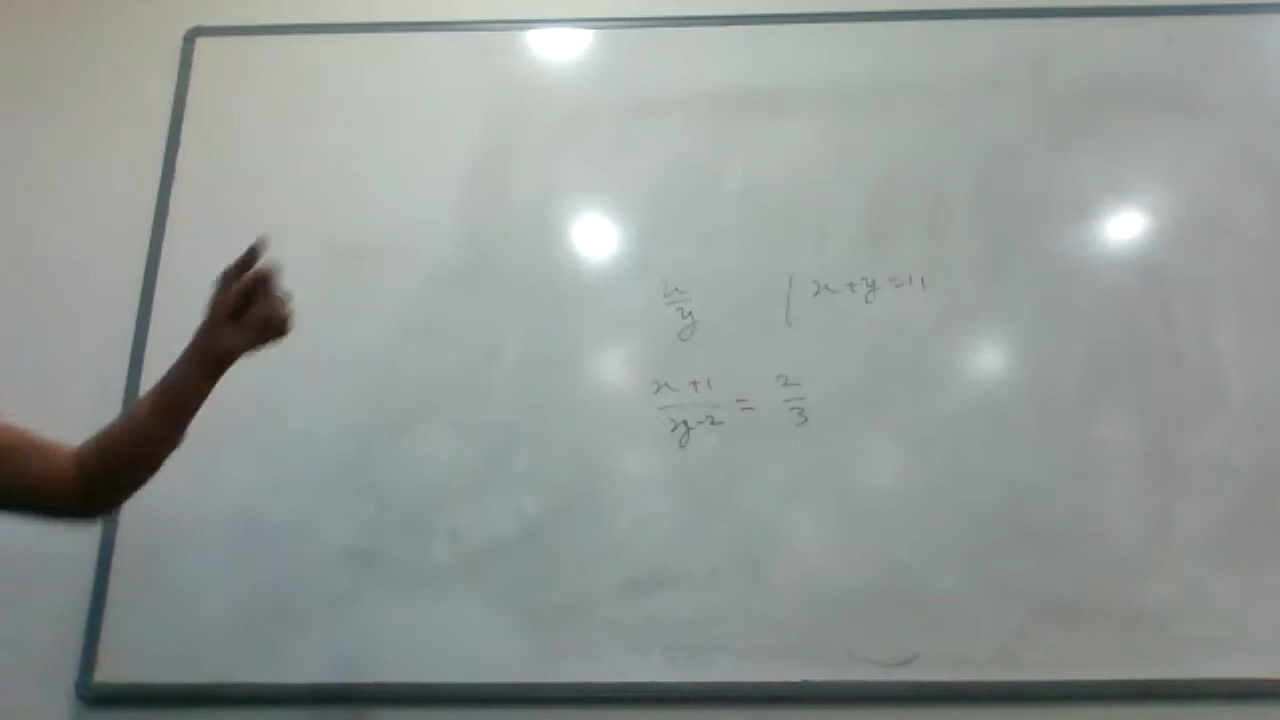 x/y | x+y=11
x+1/y-2 = 2/3